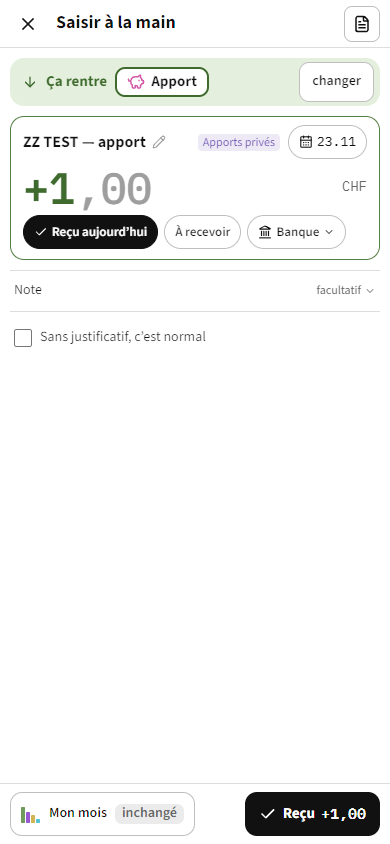 Saisir à la main
Ça rentre Apport changer
ZZ TEST — apport Apports privés 23.11
+1,00 CHF
Reçu aujourd’hui À recevoir Banque
Note facultatif
Sans justificatif, c’est normal
Mon mois inchangé Reçu +1,00